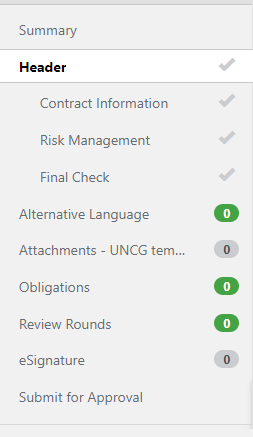 Summary
Header
Contract Information
Risk Management
Final Check
Alternative Language 0
Attachments - UNCG tem... 0
Obligations 0
Review Rounds 0
eSignature 0
Submit for Approval